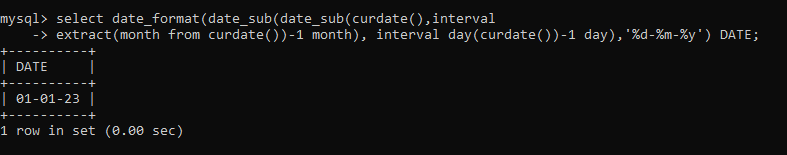 mysql> select date_format(date_sub(date_sub(curdate(),interval
    -> extract(month from curdate())-1 month), interval day(curdate())-1 day),'%d-%m-%y') DATE;
+----------+
| DATE     |
+----------+
| 01-01-23 |
+----------+
1 row in set (0.00 sec)